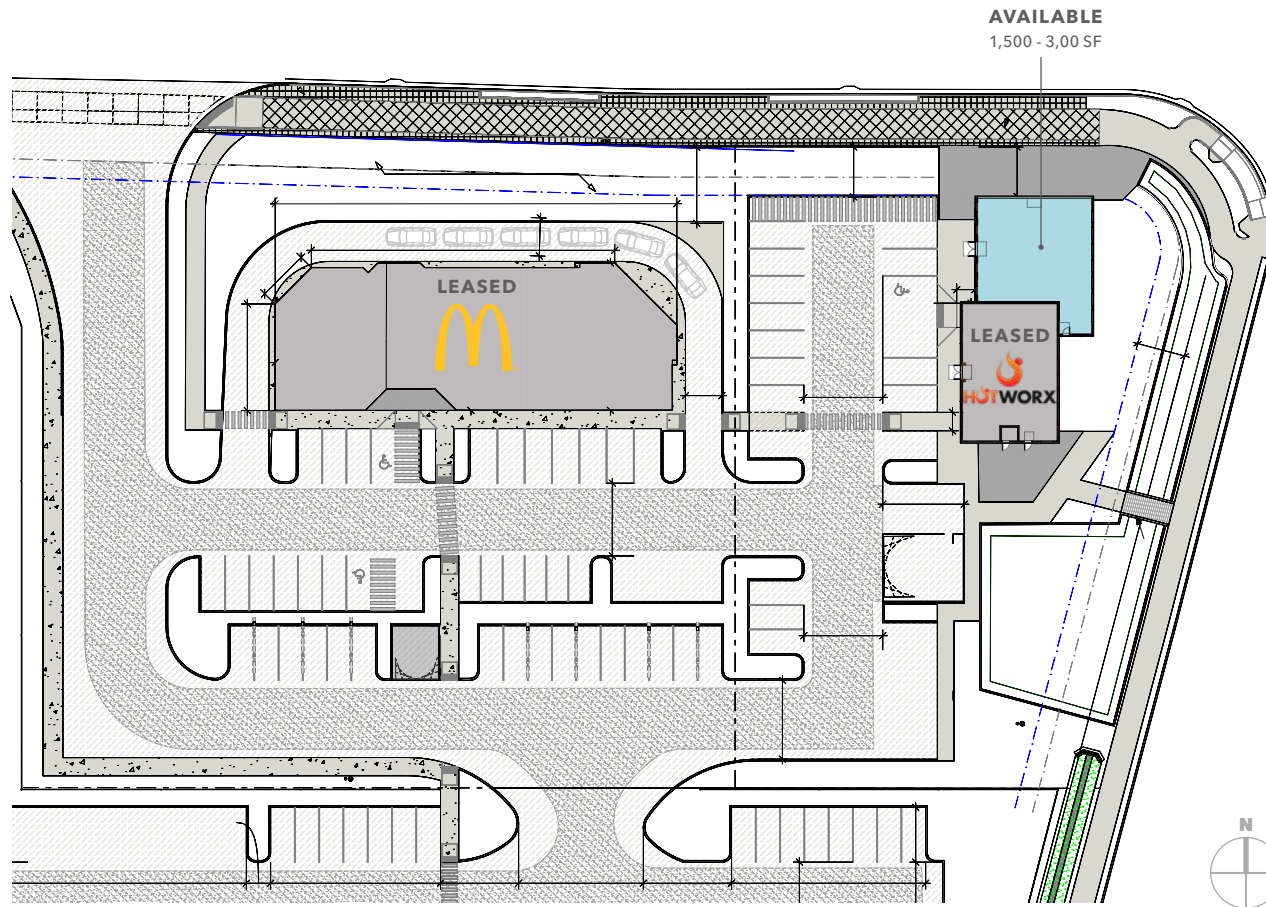 AVAILABLE
1,500 - 3,00 SF
LEASED
LEASED
HOTWORX
N